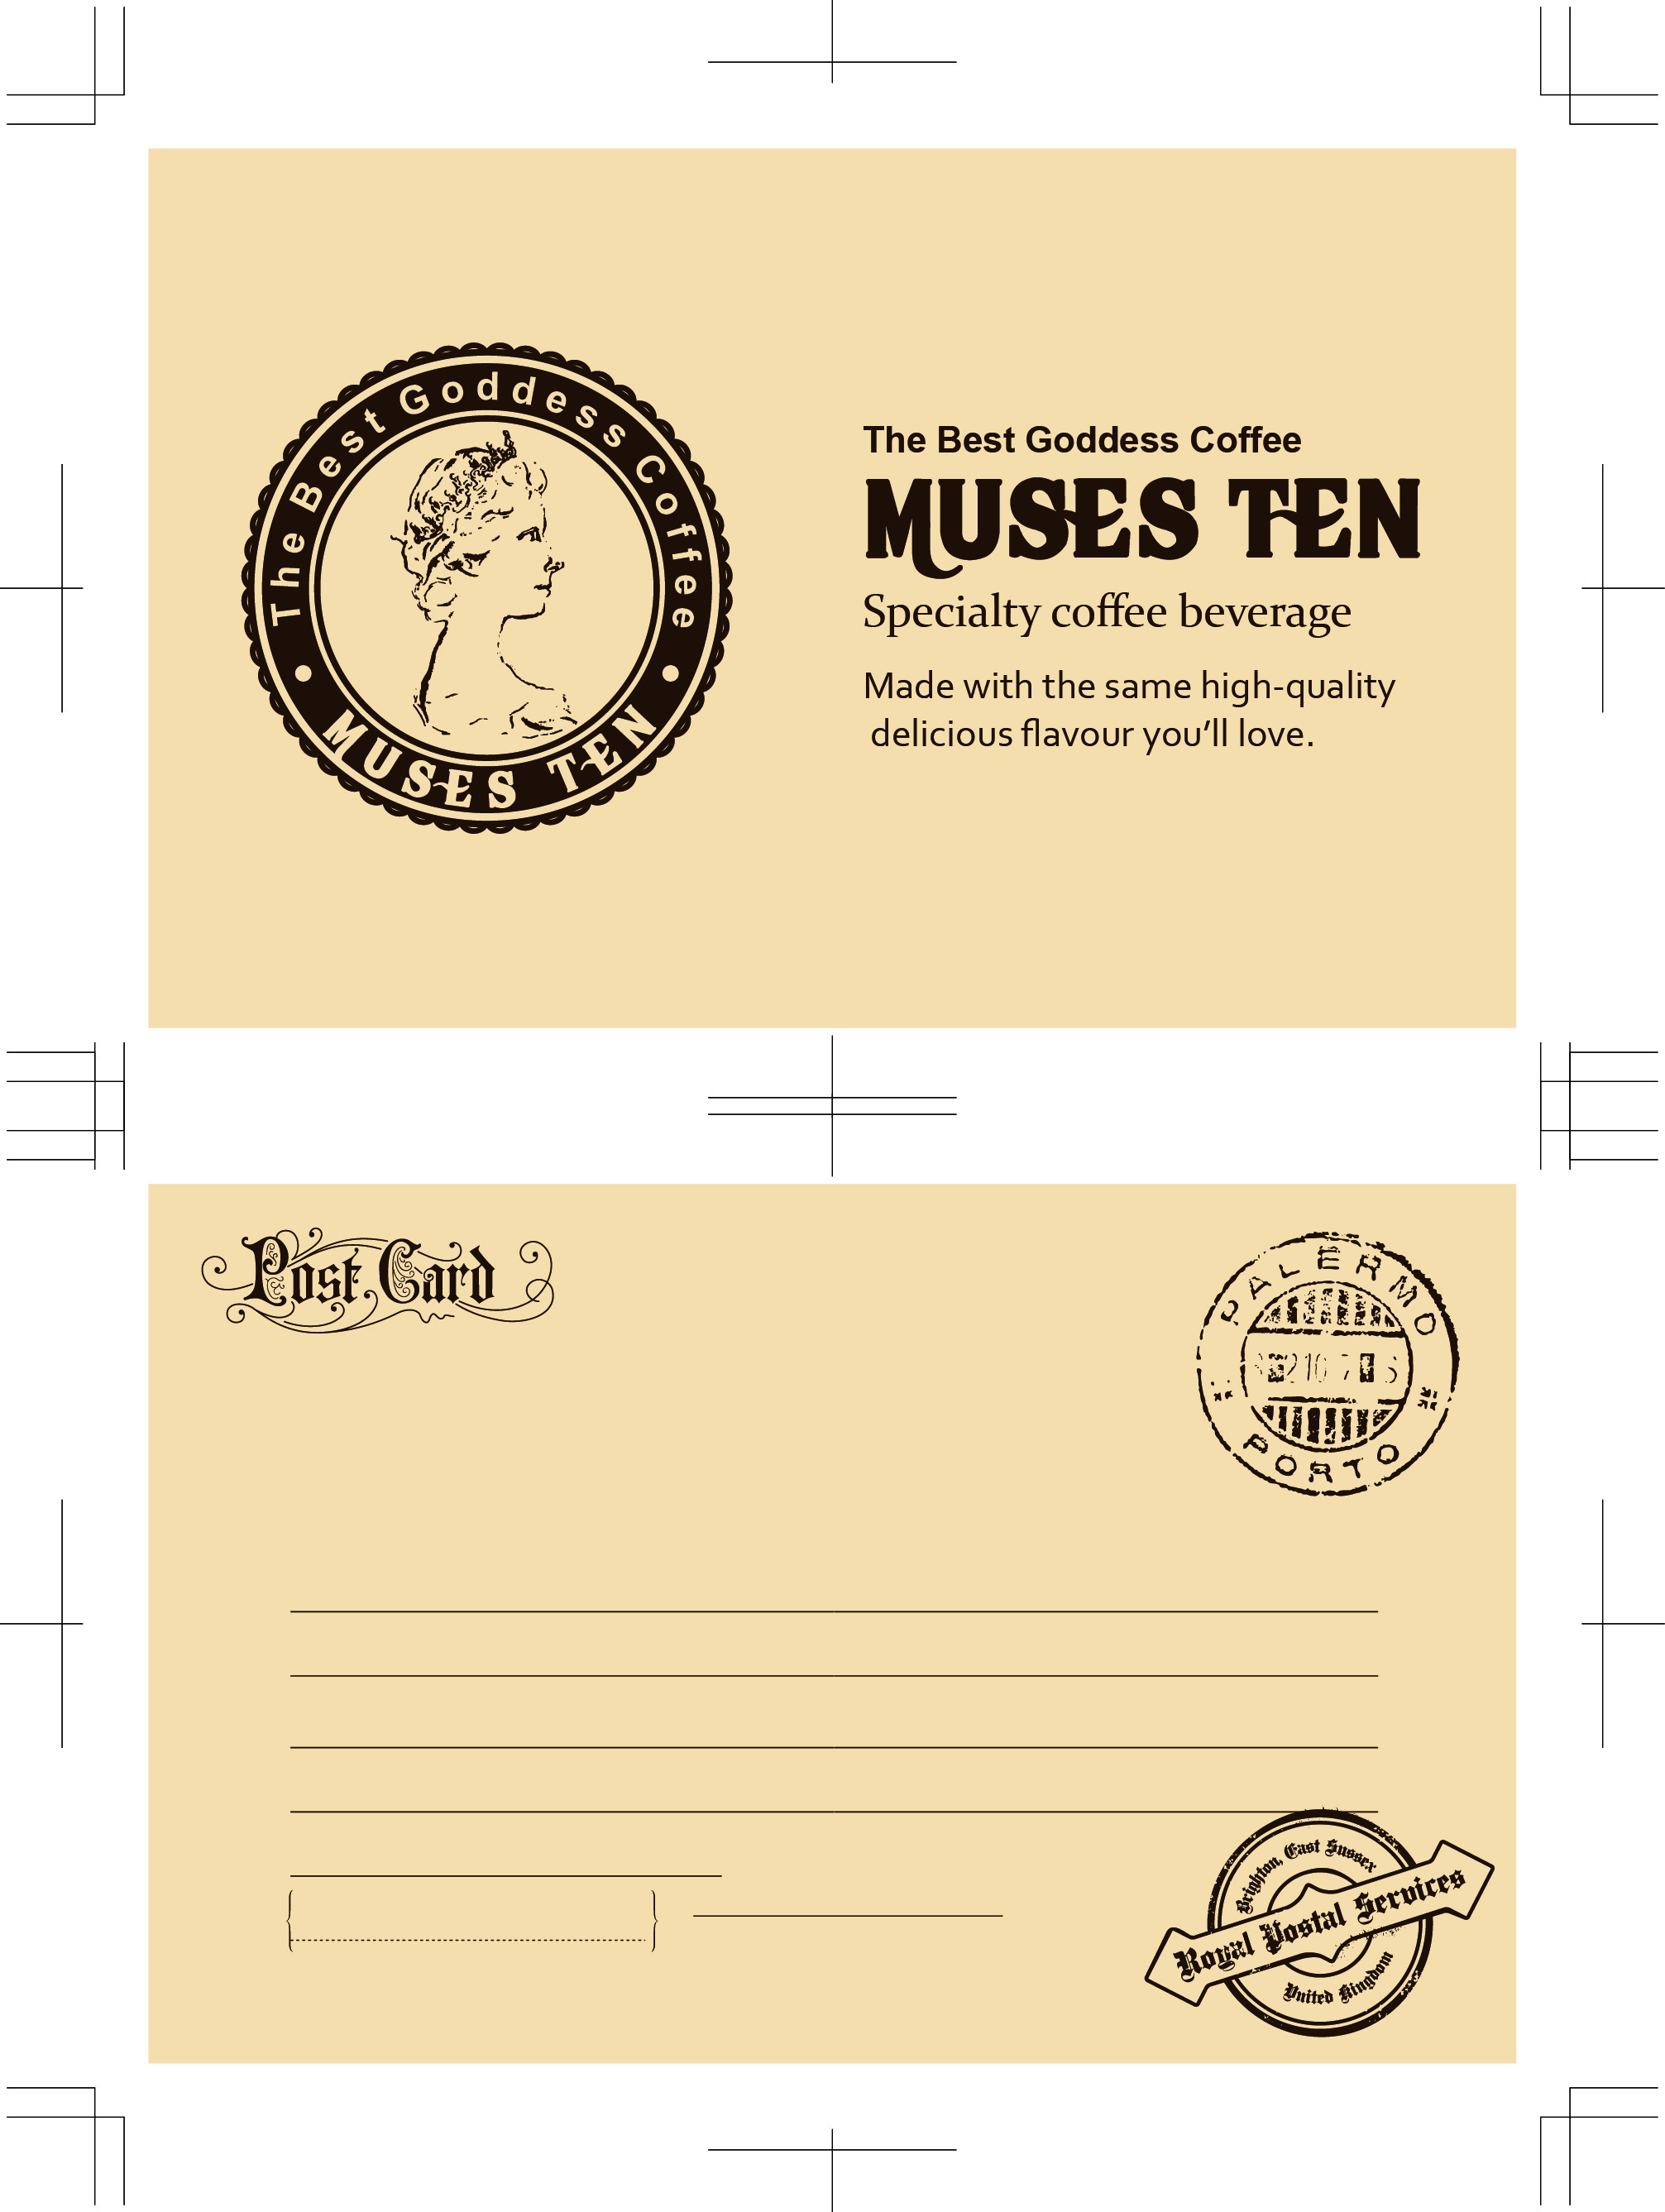 The Best Goddess Coffee
MUSES TEN
The Best Goddess Coffee
MUSES TEN
Specialty coffee beverage
Made with the same high-quality
delicious flavour you’ll love.
Post Card
PALERMO
PORTO
Brighton, East Sussex
Royal Postal Services
United Kingdom